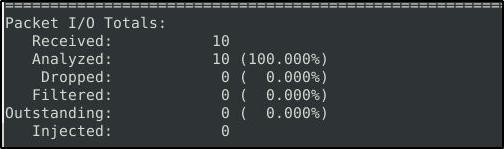 ===============================================================================
Packet I/O Totals:
   Received:           10
   Analyzed:           10 (100.000%)
    Dropped:            0 (  0.000%)
   Filtered:            0 (  0.000%)
Outstanding:            0 (  0.000%)
   Injected:            0